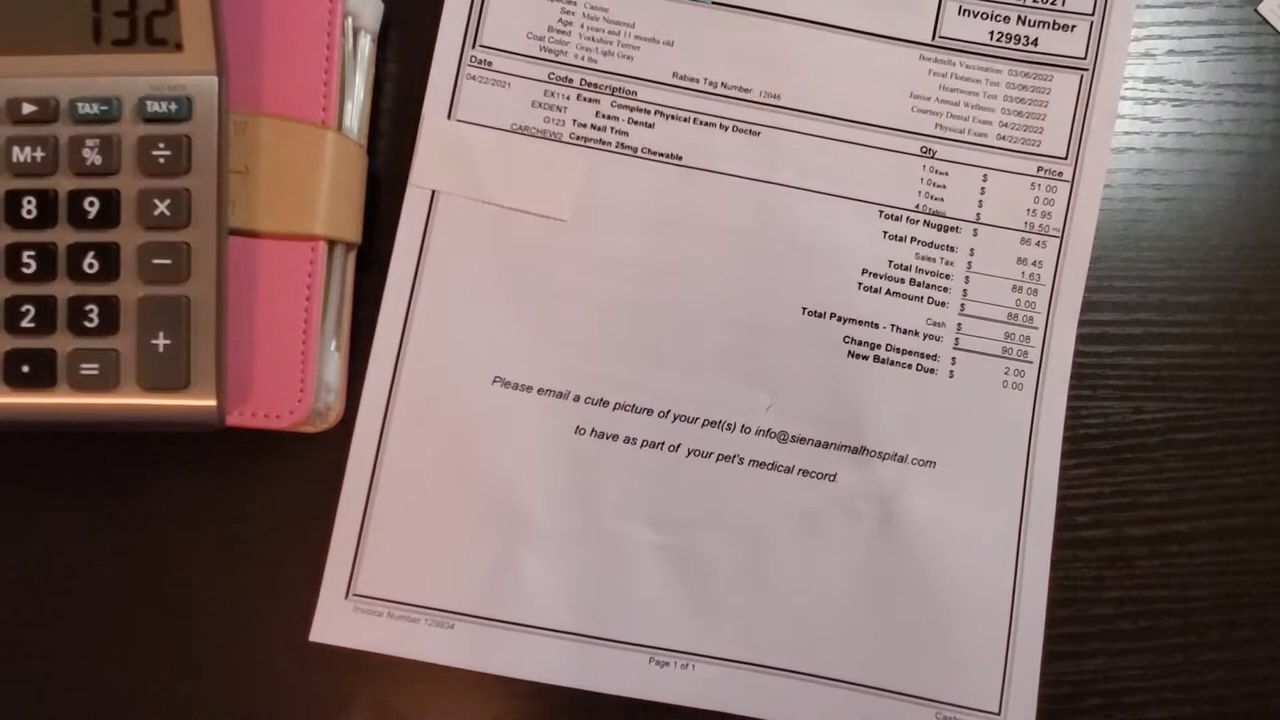 132.
TAX− TAX+
M+ SET % ÷
8 9 ×
5 6 −
2 3 +
. =
2021
Invoice Number
129934
Species: Canine
Sex: Male Neutered
Age: 4 years and 11 months old
Breed Yorkshire Terrier
Coat Color: Gray/Light Gray
Weight: 9.4 lbs
Rabies Tag Number: 12046
Bordetella Vaccination: 03/06/2022
Fecal Flotation Test: 03/06/2022
Heartworm Test: 03/06/2022
Junior Annual Wellness: 03/06/2022
Courtesy Dental Exam: 04/22/2022
Physical Exam: 04/22/2022
Date Code Description Qty Price
04/22/2021 EX114 Exam Complete Physical Exam by Doctor 1.0 Each $ 51.00
EXDENT Exam - Dental 1.0 Each $ 0.00
G123 Toe Nail Trim 1.0 Each $ 15.95
CARCHEW2 Carprofen 25mg Chewable 4.0 Tablet $ 19.50
Total for Nugget: $ 86.45
Total Products: $ 86.45
Sales Tax: $ 1.63
Total Invoice: $ 88.08
Previous Balance: $ 0.00
Total Amount Due: $ 88.08
Cash $ 90.08
Total Payments - Thank you: $ 90.08
Change Dispensed: $ 2.00
New Balance Due: $ 0.00
Please email a cute picture of your pet(s) to info@sienaanimalhospital.com
to have as part of your pet's medical record.
Invoice Number 129934
Page 1 of 1